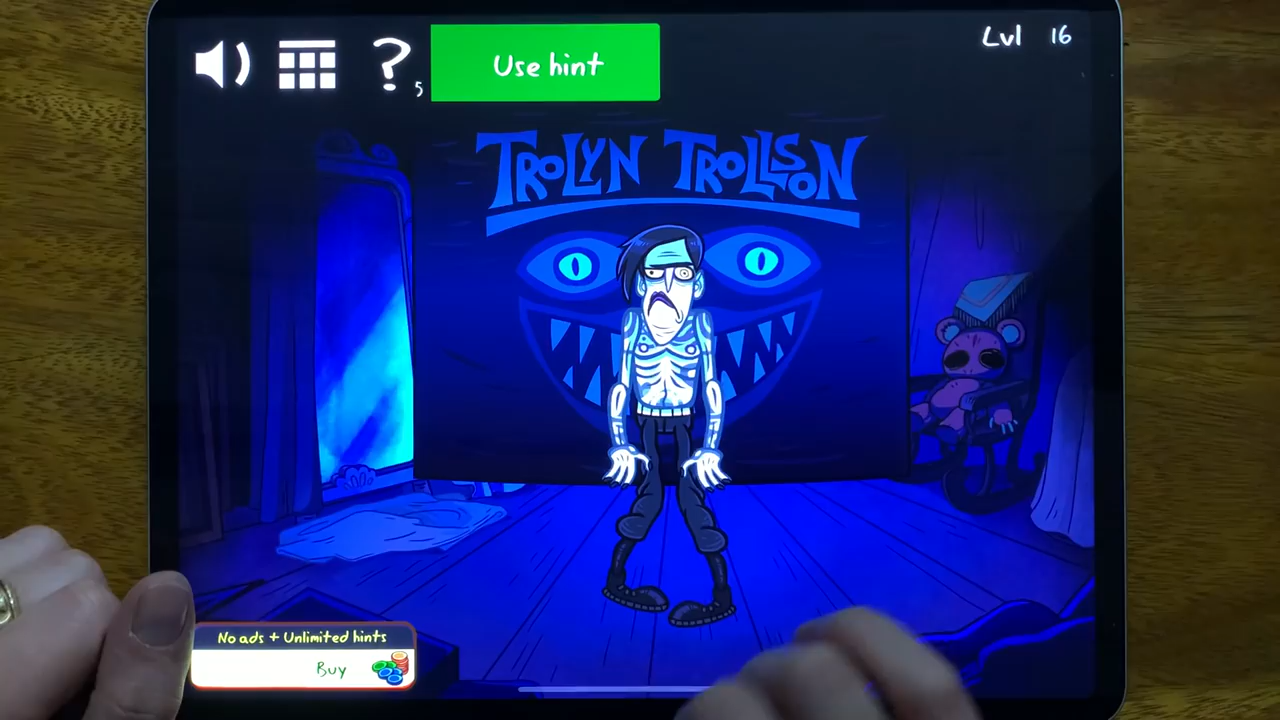 Use hint
Lvl 16
5
TROLYN TROLLSON
No ads + Unlimited hints
Buy